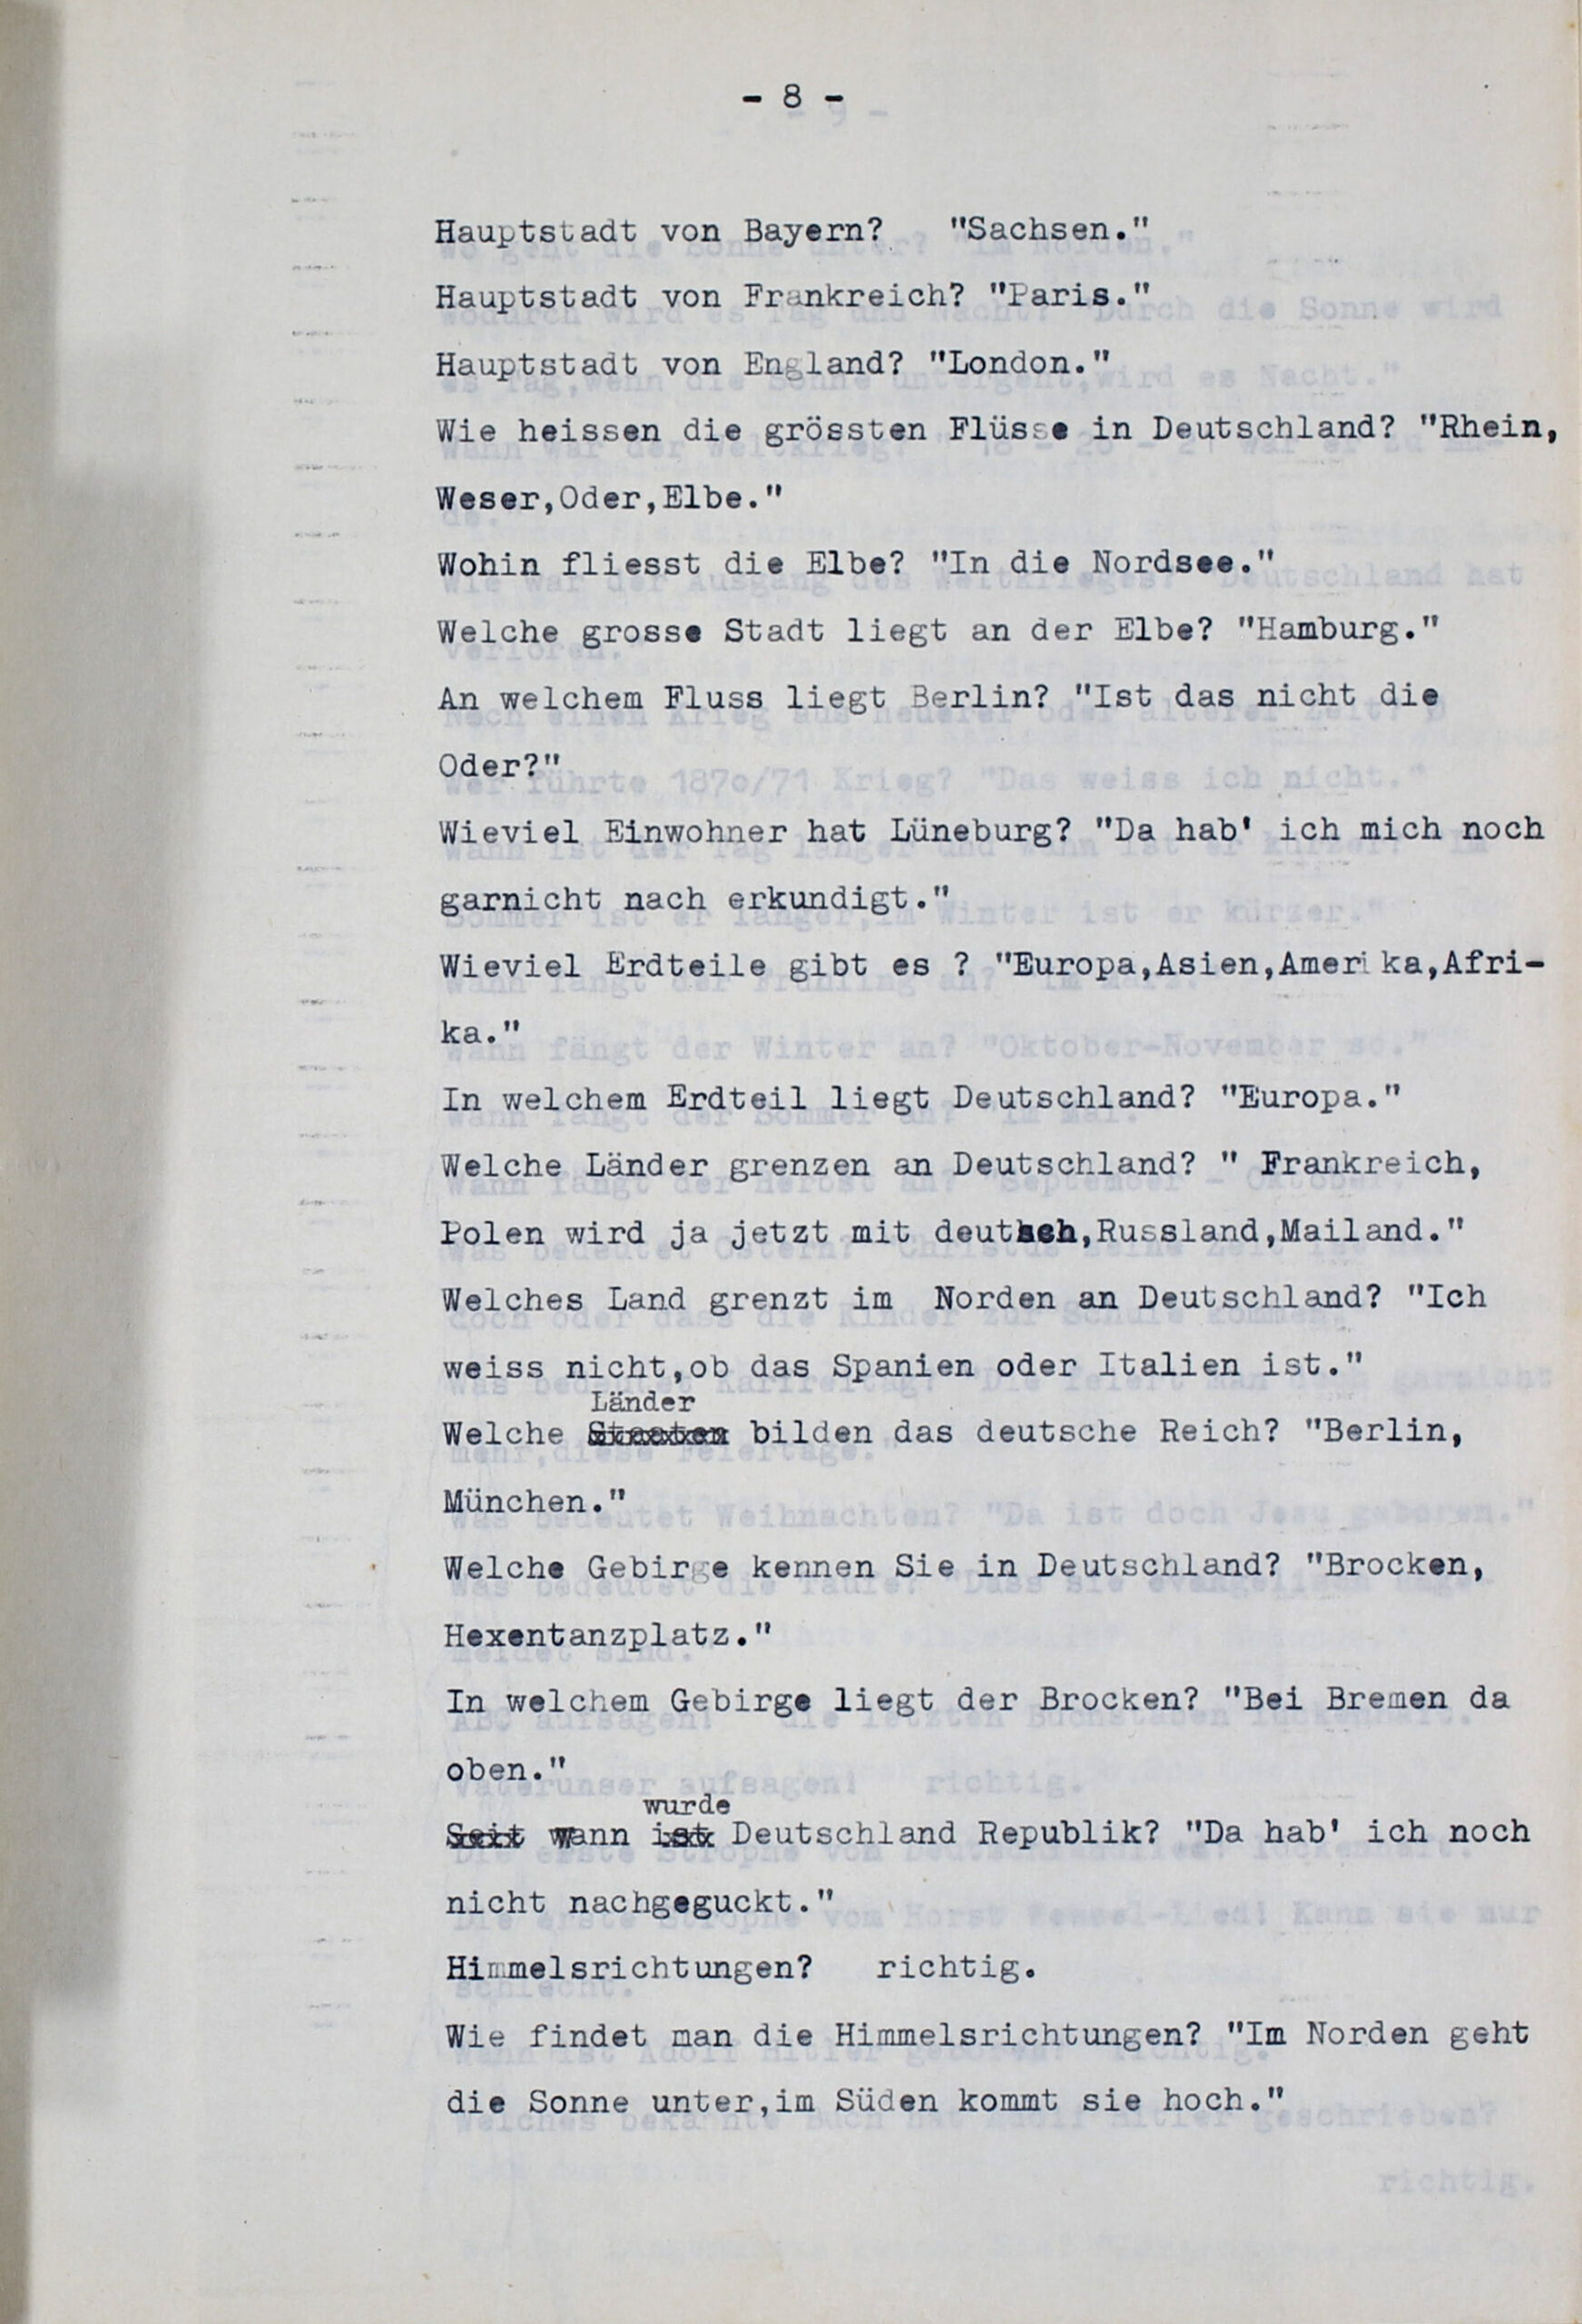 - 8 -
Hauptstadt von Bayern? "Sachsen."
Hauptstadt von Frankreich? "Paris."
Hauptstadt von England? "London."
Wie heissen die grössten Flüsse in Deutschland? "Rhein,
Weser,Oder,Elbe."
Wohin fliesst die Elbe? "In die Nordsee."
Welche grosse Stadt liegt an der Elbe? "Hamburg."
An welchem Fluss liegt Berlin? "Ist das nicht die
Oder?"
Wieviel Einwohner hat Lüneburg? "Da hab' ich mich noch
garnicht nach erkundigt."
Wieviel Erdteile gibt es ? "Europa,Asien,Amerika,Afri-
ka."
In welchem Erdteil liegt Deutschland? "Europa."
Welche Länder grenzen an Deutschland? " Frankreich,
Polen wird ja jetzt mit deutsch,Russland,Mailand."
Welches Land grenzt im Norden an Deutschland? "Ich
weiss nicht,ob das Spanien oder Italien ist."
Länder
Welche Staaten bilden das deutsche Reich? "Berlin,
München."
Welche Gebirge kennen Sie in Deutschland? "Brocken,
Hexentanzplatz."
In welchem Gebirge liegt der Brocken? "Bei Bremen da
oben."
wurde
Seit Wann ist Deutschland Republik? "Da hab' ich noch
nicht nachgeguckt."
Himmelsrichtungen? richtig.
Wie findet man die Himmelsrichtungen? "Im Norden geht
die Sonne unter,im Süden kommt sie hoch."